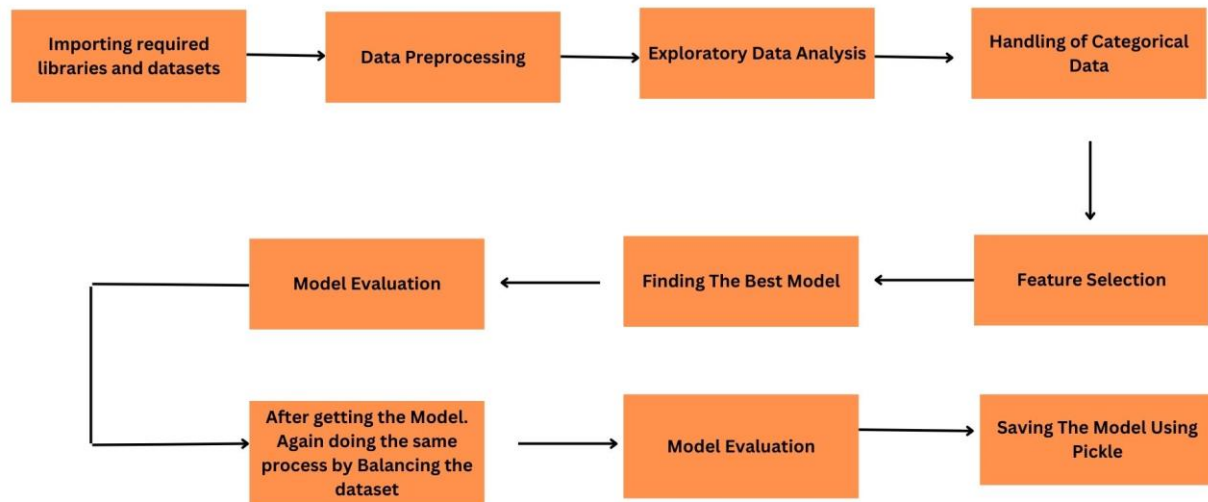 Importing required
libraries and datasets
Data Preprocessing
Exploratory Data Analysis
Handling of Categorical
Data
Feature Selection
Finding The Best Model
Model Evaluation
After getting the Model.
Again doing the same
process by Balancing the
dataset
Model Evaluation
Saving The Model Using
Pickle